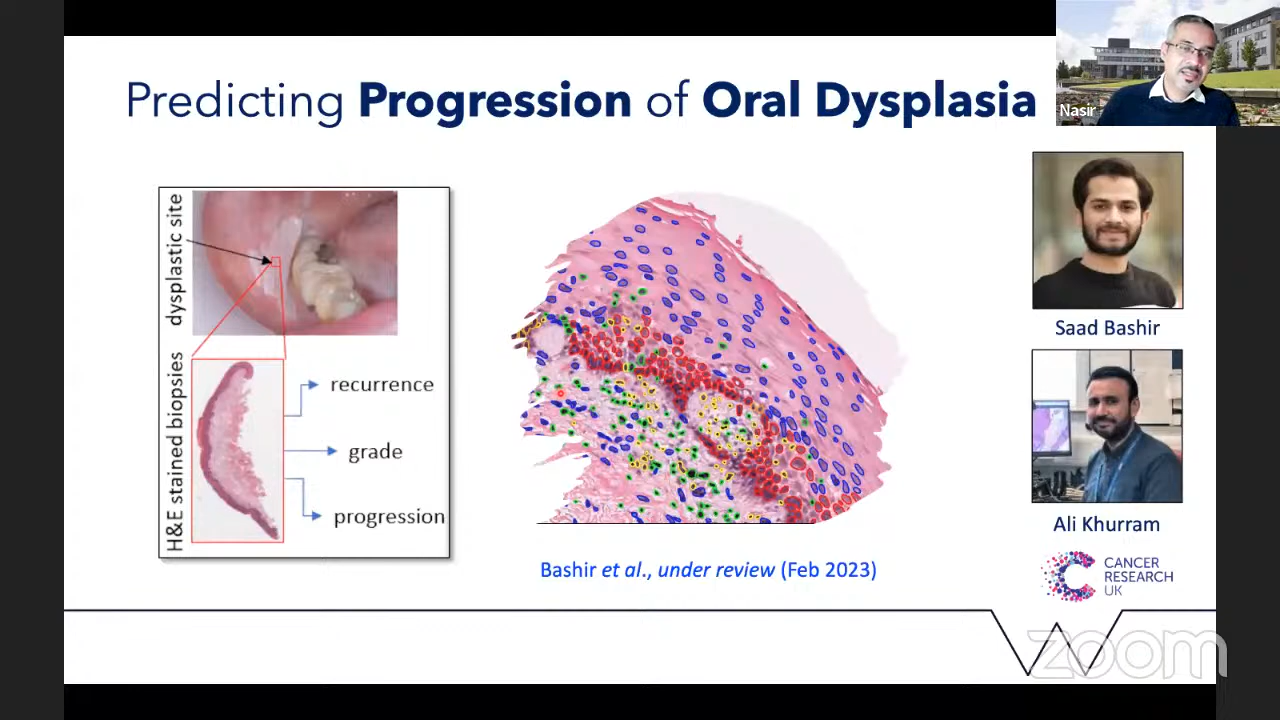 Predicting Progression of Oral Dysplasia
Nasir
dysplastic site
H&E stained biopsies
recurrence
grade
progression
Bashir et al., under review (Feb 2023)
Saad Bashir
Ali Khurram
CANCER
RESEARCH
UK
zoom